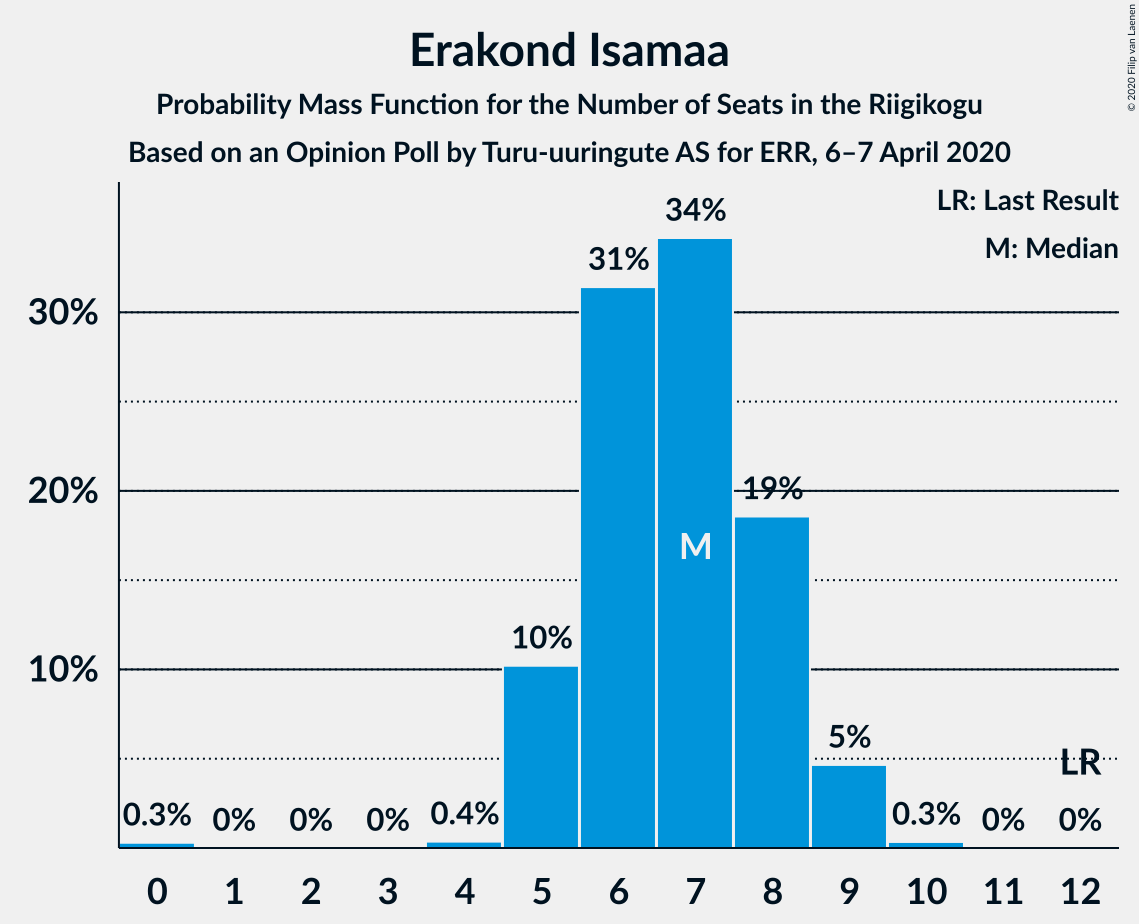 Erakond Isamaa
Probability Mass Function for the Number of Seats in the Riigikogu
Based on an Opinion Poll by Turu-uuringute AS for ERR, 6–7 April 2020
© 2020 Filip van Laenen
LR: Last Result
M: Median
30%
20%
10%
0.3% 0% 0% 0% 0.4% 10% 31% 34% 19% 5% 0.3% 0% 0%
M
LR
0 1 2 3 4 5 6 7 8 9 10 11 12